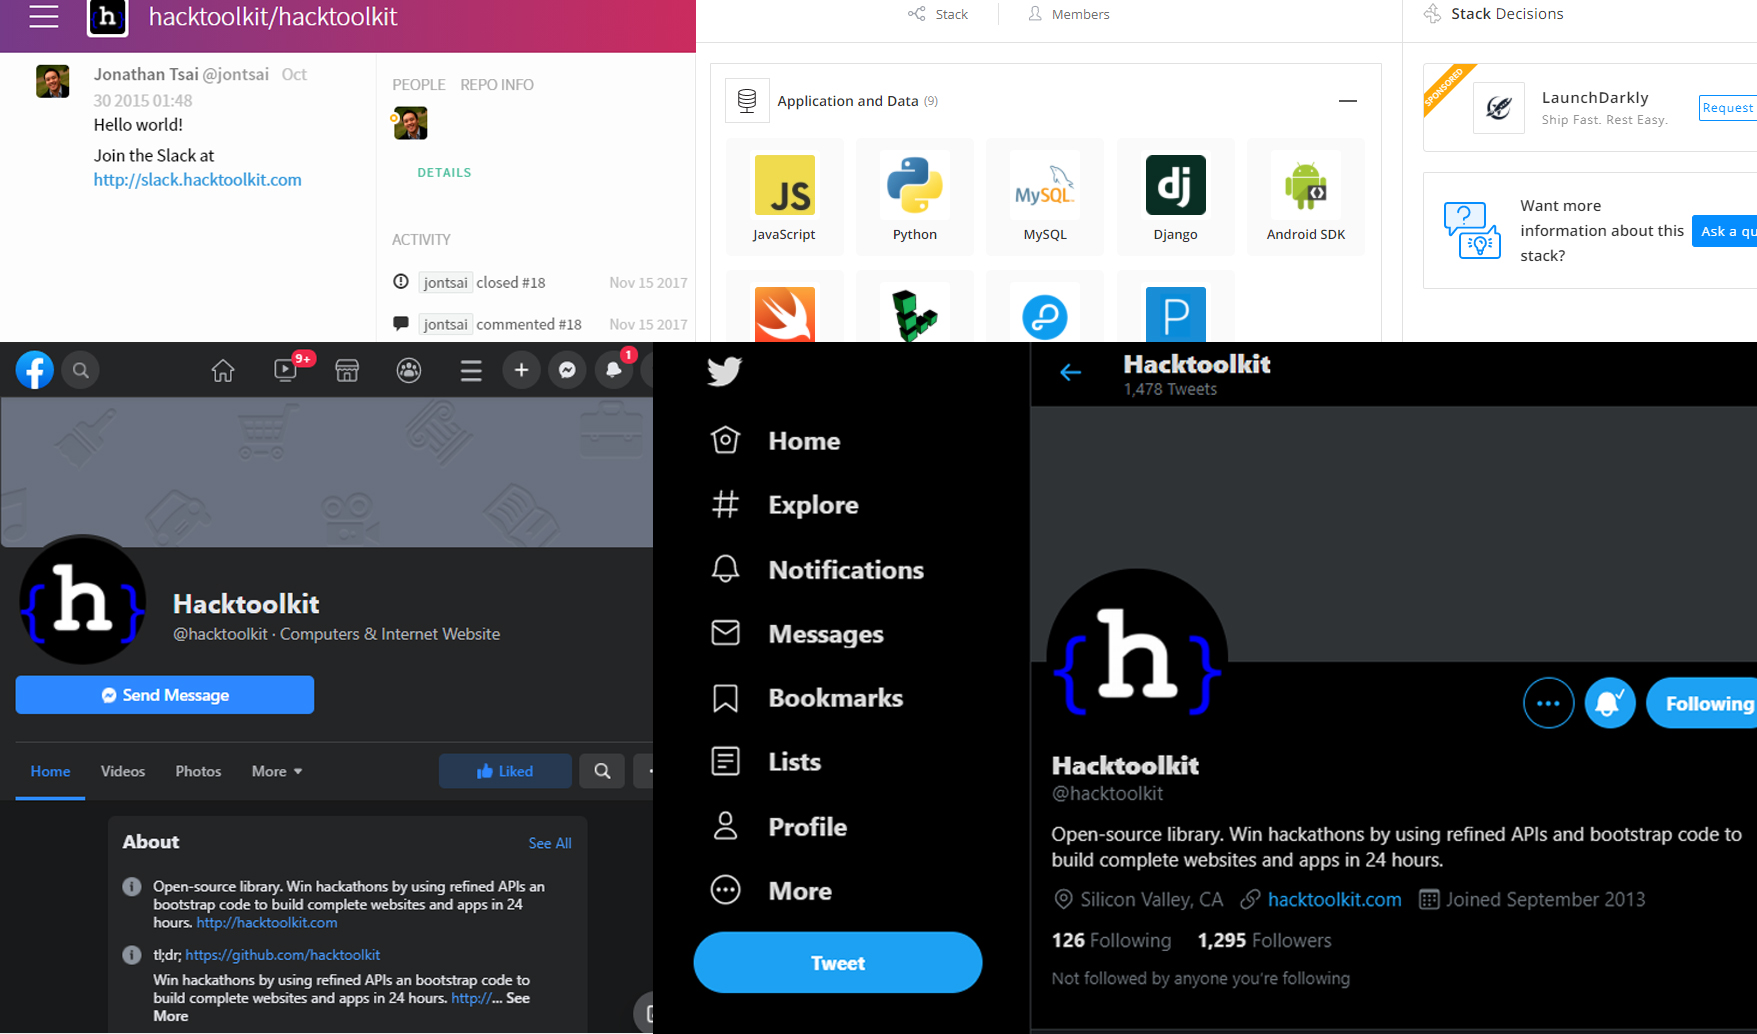 h
hacktoolkit/hacktoolkit
Jonathan Tsai @jontsai Oct
30 2015 01:48
Hello world!
Join the Slack at
http://slack.hacktoolkit.com
PEOPLE REPO INFO
DETAILS
ACTIVITY
jontsai closed #18 Nov 15 2017
jontsai commented #18 Nov 15 2017
Stack Members
Application and Data (9)
JS
JavaScript
Python
MySQL
MySQL
dj
Django
Android SDK
P
Stack Decisions
SPONSORED
LaunchDarkly
Ship Fast. Rest Easy.
Request
Want more
information about this
stack?
Ask a qu
9+
1
{h}
Hacktoolkit
@hacktoolkit · Computers & Internet Website
Send Message
Home Videos Photos More
Liked
About
See All
Open-source library. Win hackathons by using refined APIs an
bootstrap code to build complete websites and apps in 24
hours. http://hacktoolkit.com
tl;dr; https://github.com/hacktoolkit
Win hackathons by using refined APIs an bootstrap code to
build complete websites and apps in 24 hours. http://... See
More
Home
Explore
Notifications
Messages
Bookmarks
Lists
Profile
More
Tweet
Hacktoolkit
1,478 Tweets
{h}
Following
Hacktoolkit
@hacktoolkit
Open-source library. Win hackathons by using refined APIs and bootstrap code to
build complete websites and apps in 24 hours.
Silicon Valley, CA hacktoolkit.com Joined September 2013
126 Following 1,295 Followers
Not followed by anyone you're following